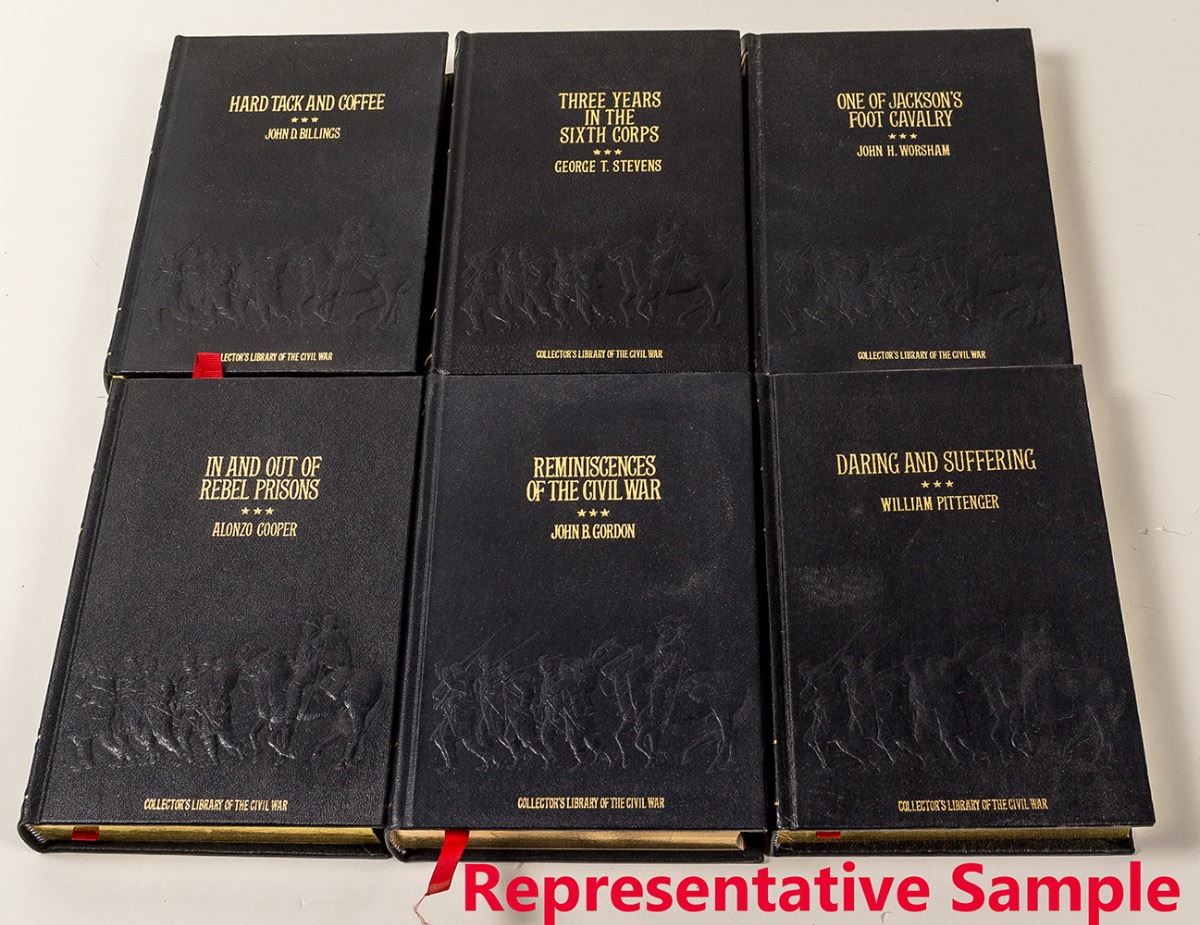 HARD TACK AND COFFEE
JOHN D. BILLINGS
LLECTOR'S LIBRARY OF THE CIVIL WAR
THREE YEARS
IN THE
SIXTH CORPS
GEORGE T. STEVENS
COLLECTOR'S LIBRARY OF THE CIVIL WAR
ONE OF JACKSON'S
FOOT CAVALRY
JOHN H. WORSHAM
COLLECTOR'S LIBRARY OF THE CIVIL WAR
IN AND OUT OF
REBEL PRISONS
ALONZO COOPER
COLLECTOR'S LIBRARY OF THE CIVIL WAR
REMINISCENCES
OF THE CIVIL WAR
JOHN B. GORDON
COLLECTOR'S LIBRARY OF THE CIVIL WAR
DARING AND SUFFERING
WILLIAM PITTENGER
COLLECTOR'S LIBRARY OF THE CIVIL WAR
Representative Sample